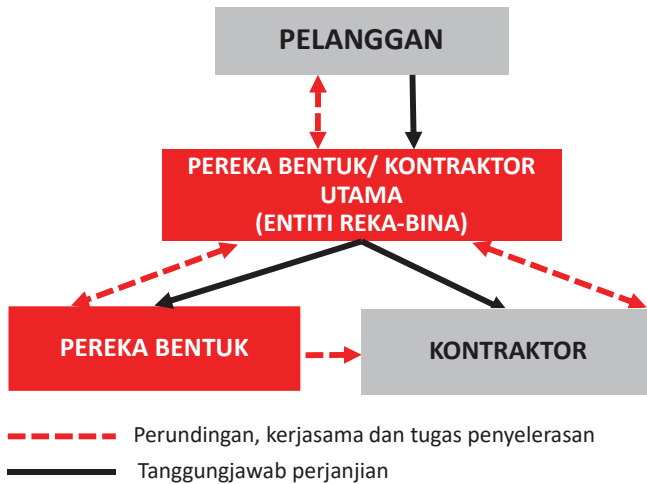 PELANGGAN
PEREKA BENTUK/ KONTRAKTOR
UTAMA
(ENTITI REKA-BINA)
PEREKA BENTUK
KONTRAKTOR
Perundingan, kerjasama dan tugas penyelerasan
Tanggungjawab perjanjian